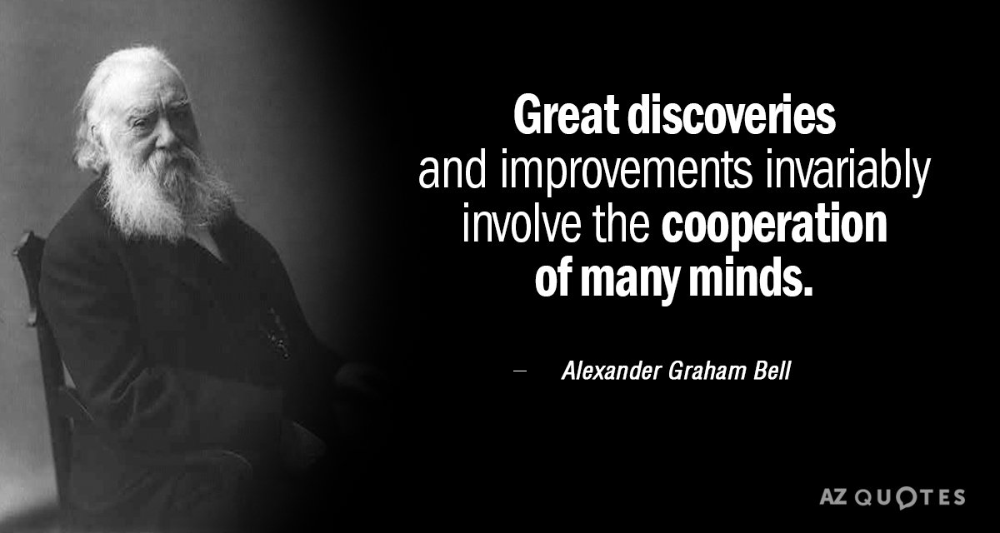 Great discoveries
and improvements invariably
involve the cooperation
of many minds.
— Alexander Graham Bell
AZ QUOTES